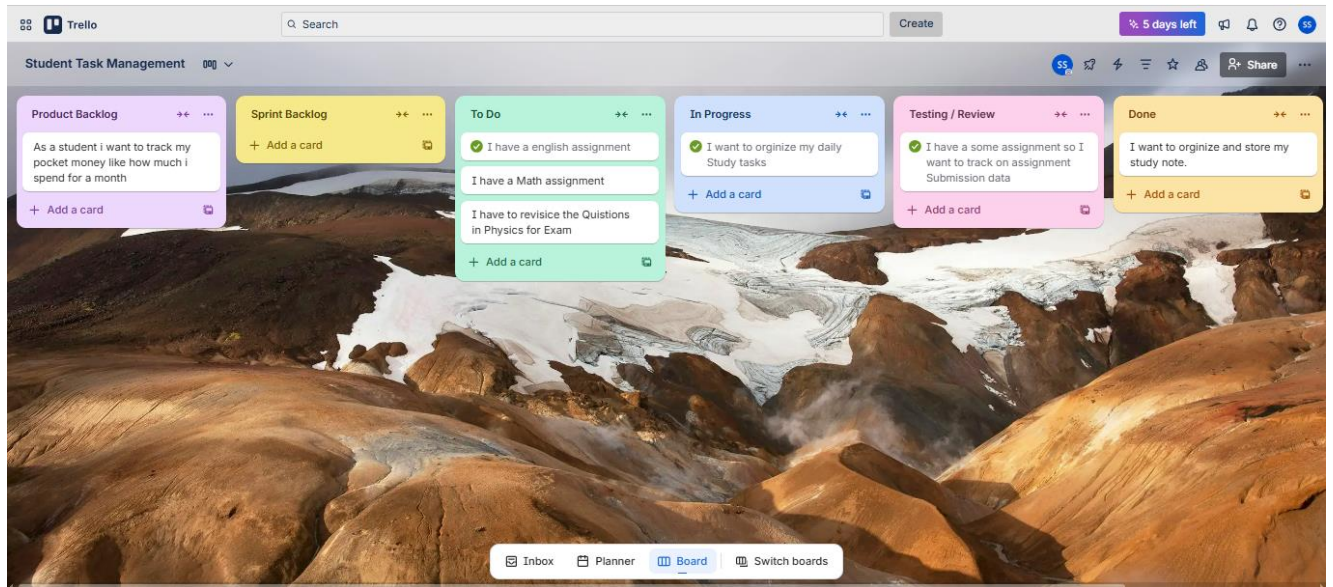 Trello
Search
Create
5 days left
SS
Student Task Management
SS
Share
Product Backlog
As a student i want to track my
pocket money like how much i
spend for a month
+ Add a card
Sprint Backlog
+ Add a card
To Do
I have a english assignment
I have a Math assignment
I have to revisice the Quistions
in Physics for Exam
+ Add a card
In Progress
I want to orginize my daily
Study tasks
+ Add a card
Testing / Review
I have a some assignment so I
want to track on assignment
Submission data
+ Add a card
Done
I want to orginize and store my
study note.
+ Add a card
Inbox
Planner
Board
Switch boards